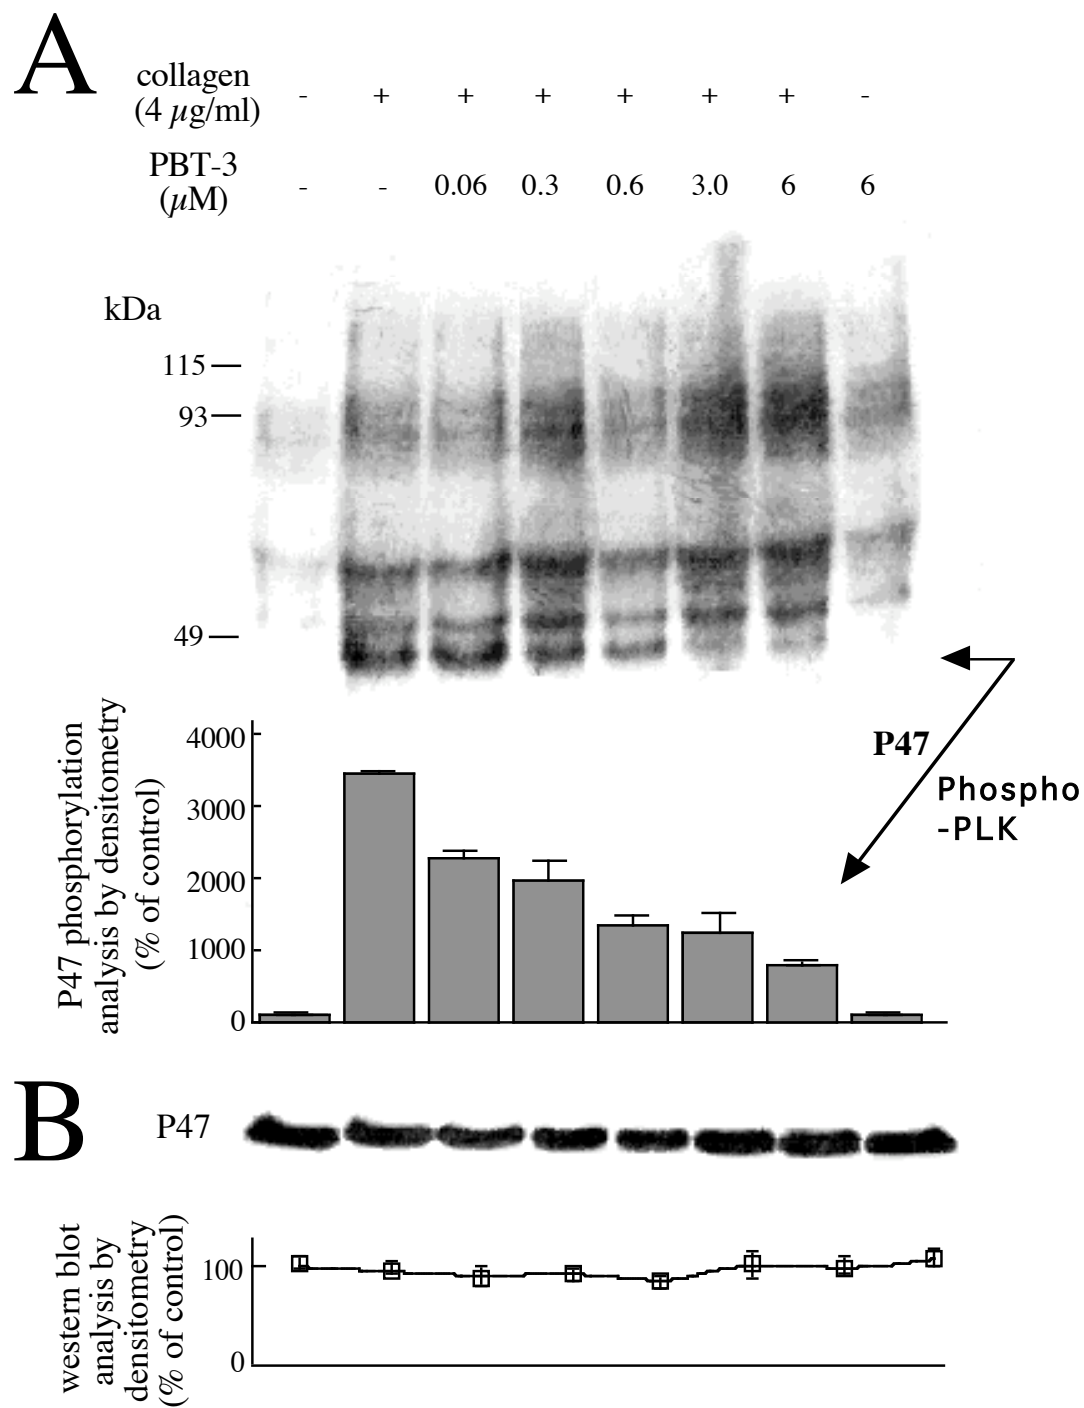 A
collagen
(4 µg/ml)
- + + + + + + -
PBT-3
(µM)
- - 0.06 0.3 0.6 3.0 6 6
kDa
115
93
49
P47
Phospho
-PLK
P47 phosphorylation
analysis by densitometry
(% of control)
4000
3000
2000
1000
0
B
P47
western blot
analysis by
densitometry
(% of control)
100
0